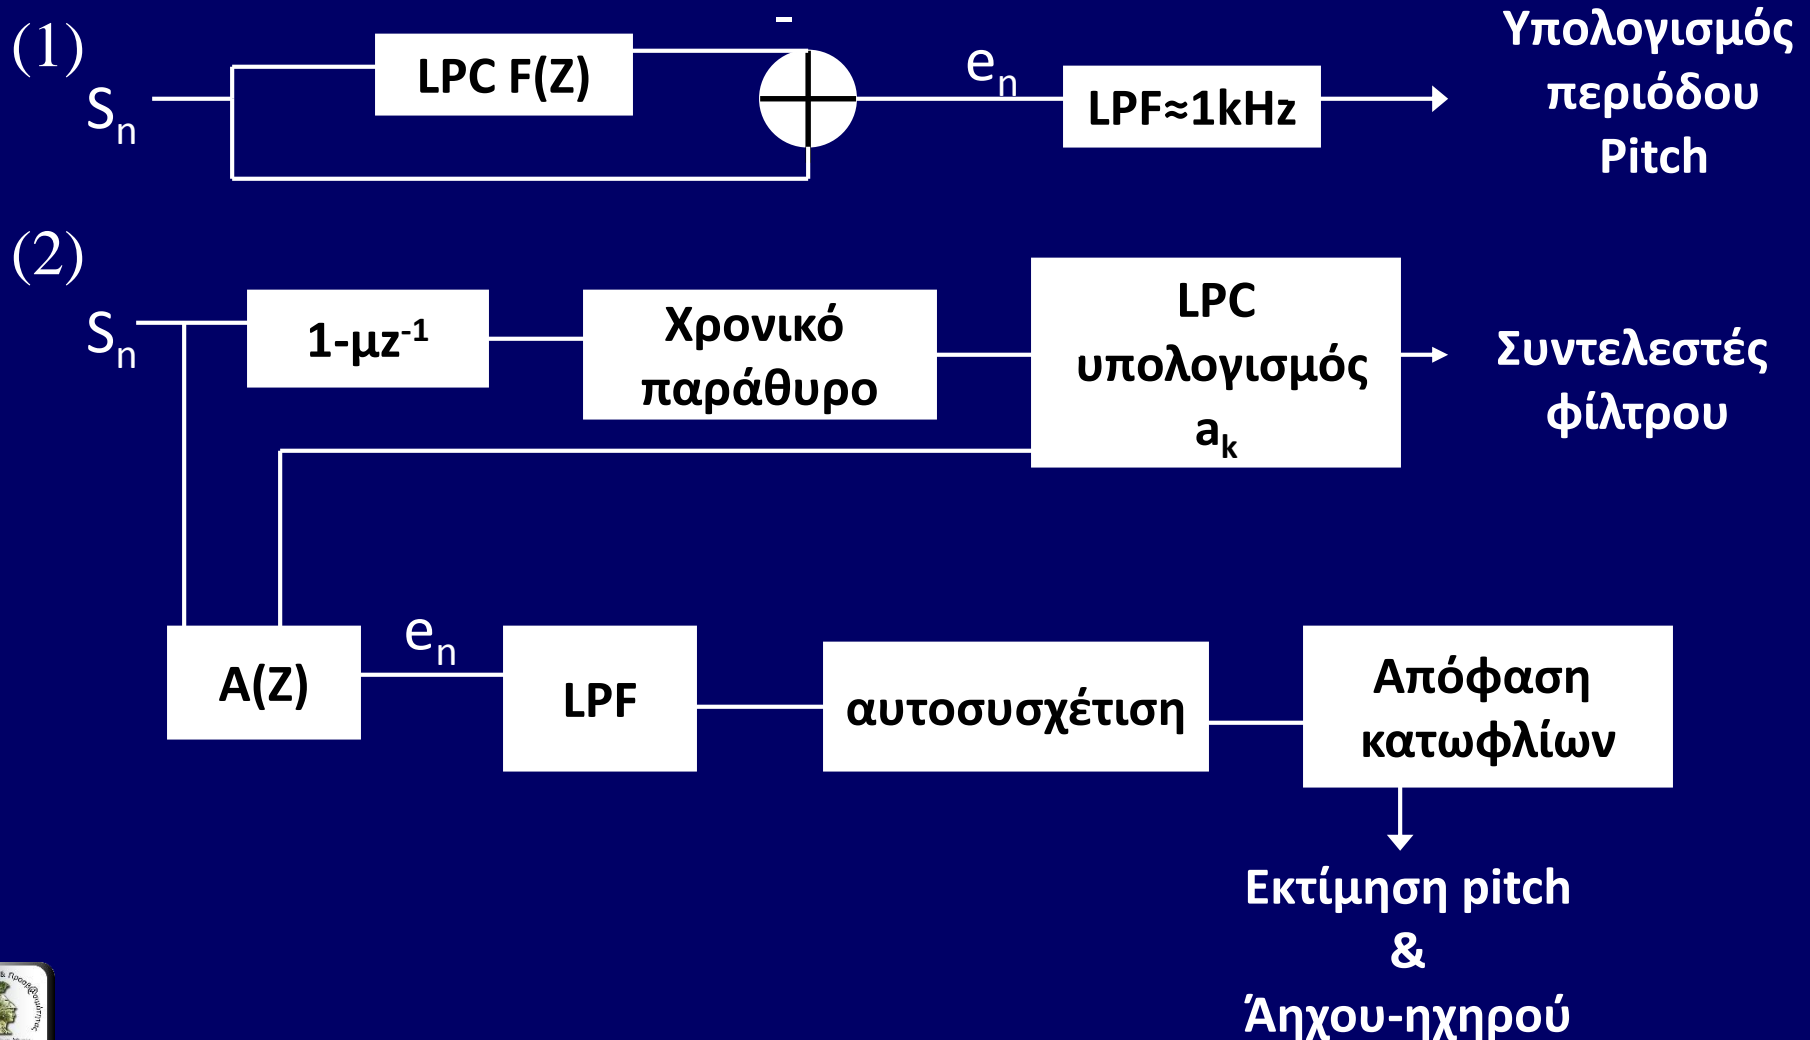 (1)
Sₙ
LPC F(Z)
-
eₙ
LPF≈1kHz
Υπολογισμός
περιόδου
Pitch
(2)
Sₙ
1-μz⁻¹
Χρονικό
παράθυρο
LPC
υπολογισμός
aₖ
Συντελεστές
φίλτρου
A(Z)
eₙ
LPF
αυτοσυσχέτιση
Απόφαση
κατωφλίων
Εκτίμηση pitch
&
Άηχου-ηχηρού